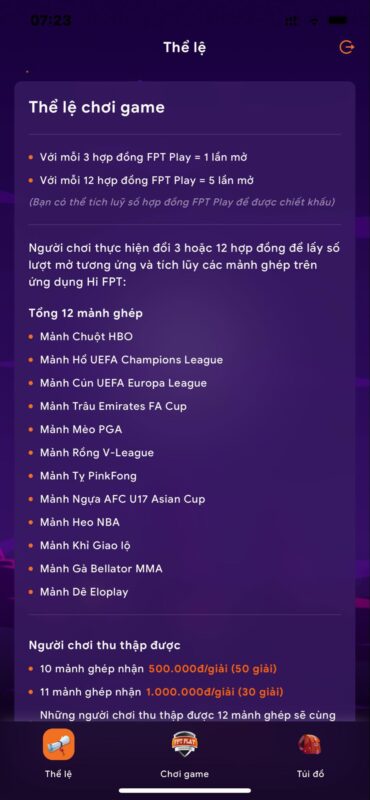 07:23
Thể lệ
Thể lệ chơi game
Với mỗi 3 hợp đồng FPT Play = 1 lần mở
Với mỗi 12 hợp đồng FPT Play = 5 lần mở
(Bạn có thể tích luỹ số hợp đồng FPT Play để được chiết khấu)
Người chơi thực hiện đổi 3 hoặc 12 hợp đồng để lấy số
lượt mở tương ứng và tích lũy các mảnh ghép trên
ứng dụng Hi FPT:
Tổng 12 mảnh ghép
Mảnh Chuột HBO
Mảnh Hổ UEFA Champions League
Mảnh Cún UEFA Europa League
Mảnh Trâu Emirates FA Cup
Mảnh Mèo PGA
Mảnh Rồng V-League
Mảnh Tỵ PinkFong
Mảnh Ngựa AFC U17 Asian Cup
Mảnh Heo NBA
Mảnh Khỉ Giao lộ
Mảnh Gà Bellator MMA
Mảnh Dê Eloplay
Người chơi thu thập được
10 mảnh ghép nhận 500.000đ/giải (50 giải)
11 mảnh ghép nhận 1.000.000đ/giải (30 giải)
Những người chơi thu thập được 12 mảnh ghép sẽ cùng
FPT PLAY
Thể lệ
Chơi game
Túi đồ